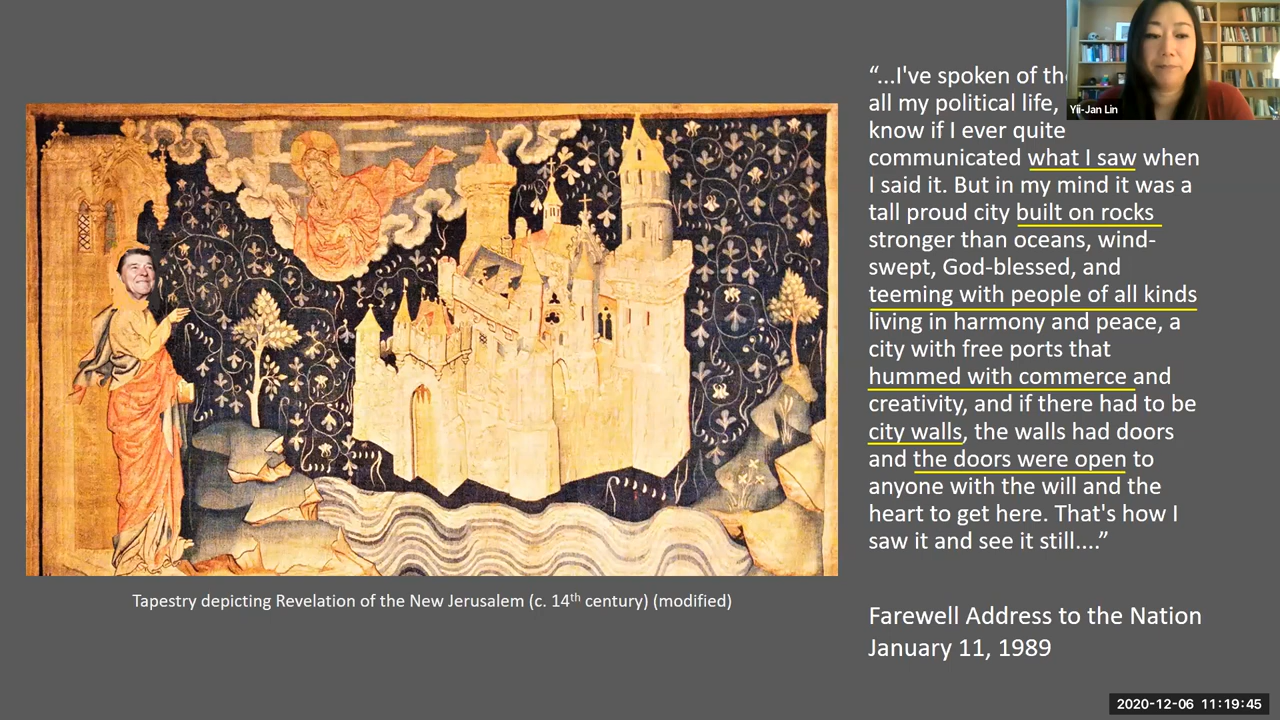 “...I've spoken of the
all my political life,
know if I ever quite
communicated what I saw when
I said it. But in my mind it was a
tall proud city built on rocks
stronger than oceans, wind-
swept, God-blessed, and
teeming with people of all kinds
living in harmony and peace, a
city with free ports that
hummed with commerce and
creativity, and if there had to be
city walls, the walls had doors
and the doors were open to
anyone with the will and the
heart to get here. That's how I
saw it and see it still....”
Farewell Address to the Nation
January 11, 1989
Tapestry depicting Revelation of the New Jerusalem (c. 14th century) (modified)
Yii-Jan Lin
2020-12-06 11:19:45